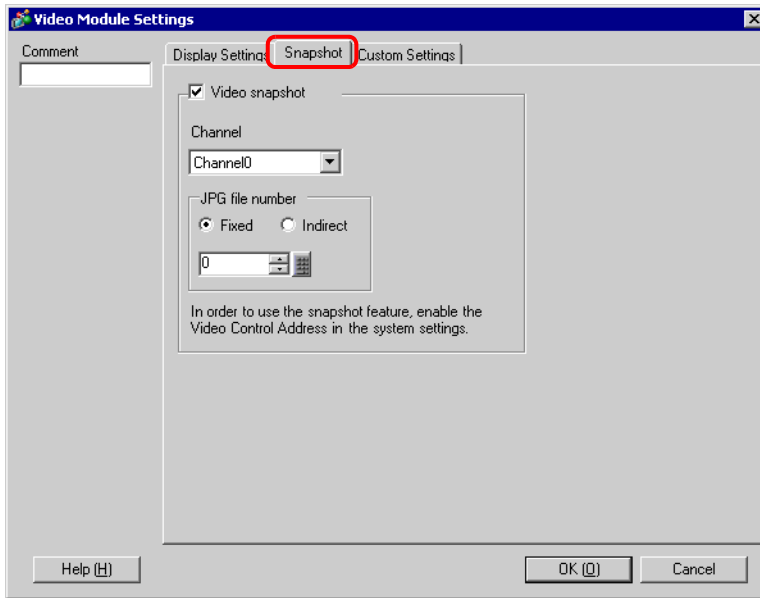 Video Module Settings
Comment
Display Settings Snapshot Custom Settings
Video snapshot
Channel
Channel0
JPG file number
Fixed Indirect
0
In order to use the snapshot feature, enable the
Video Control Address in the system settings.
Help (H) OK (O) Cancel